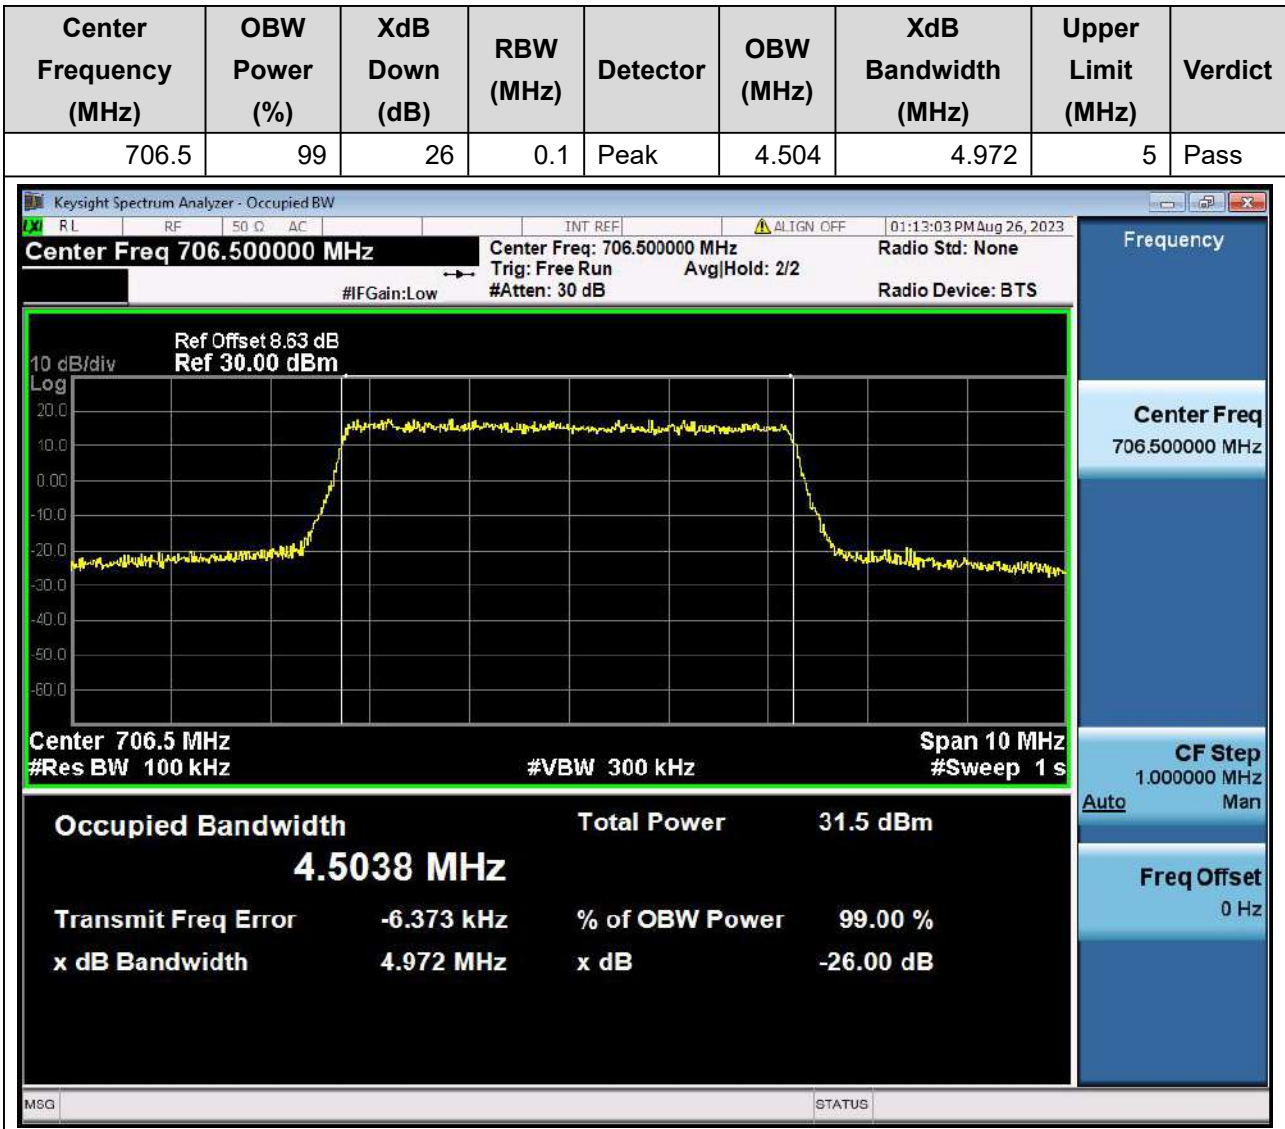 Center Frequency (MHz) OBW Power (%) XdB Down (dB) RBW (MHz) Detector OBW (MHz) XdB Bandwidth (MHz) Upper Limit (MHz) Verdict
706.5 99 26 0.1 Peak 4.504 4.972 5 Pass
Keysight Spectrum Analyzer - Occupied BW
LXI RL RF 50 Ω AC INT REF ALIGN OFF 01:13:03 PM Aug 26, 2023
Center Freq 706.500000 MHz
Center Freq: 706.500000 MHz
Radio Std: None
Trig: Free Run Avg|Hold: 2/2
#IFGain:Low
#Atten: 30 dB
Radio Device: BTS
Ref Offset 8.63 dB
10 dB/div Ref 30.00 dBm
Log
20.0
10.0
0.00
-10.0
-20.0
-30.0
-40.0
-50.0
-60.0
Center 706.5 MHz Span 10 MHz
#Res BW 100 kHz #VBW 300 kHz #Sweep 1 s
Occupied Bandwidth Total Power 31.5 dBm
4.5038 MHz
Transmit Freq Error -6.373 kHz % of OBW Power 99.00 %
x dB Bandwidth 4.972 MHz x dB -26.00 dB
Frequency
Center Freq
706.500000 MHz
CF Step
1.000000 MHz
Auto Man
Freq Offset
0 Hz
MSG STATUS